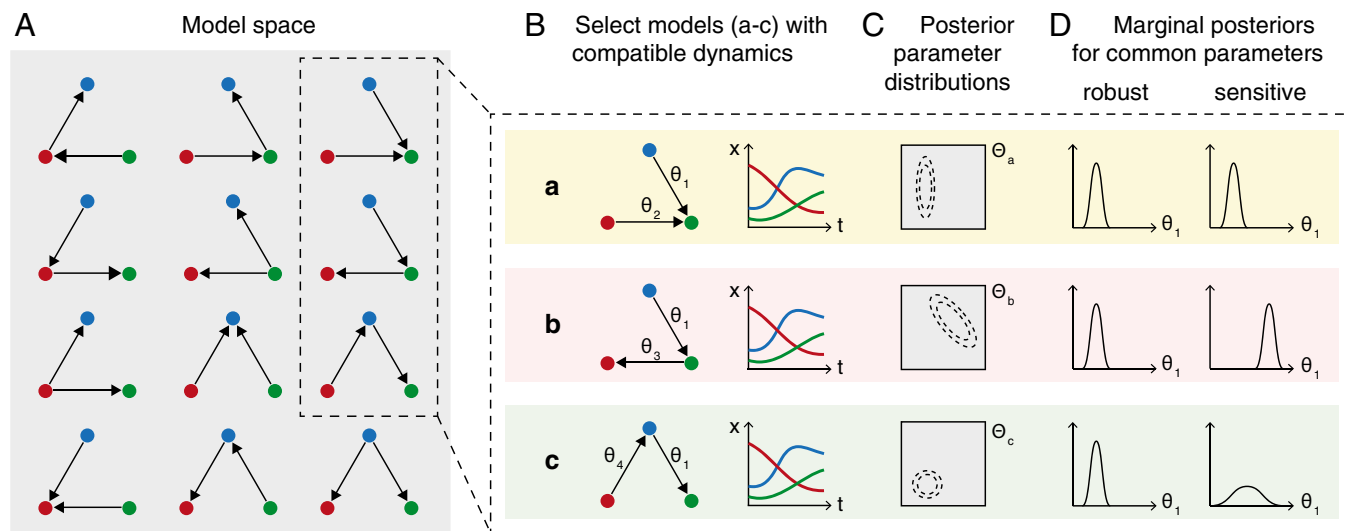 A
Model space
B
Select models (a-c) with
compatible dynamics
C
Posterior
parameter
distributions
D
Marginal posteriors
for common parameters
robust
sensitive
a
θ1
θ2
x
t
Θa
θ1
θ1
b
θ1
θ3
x
t
Θb
θ1
θ1
c
θ4
θ1
x
t
Θc
θ1
θ1